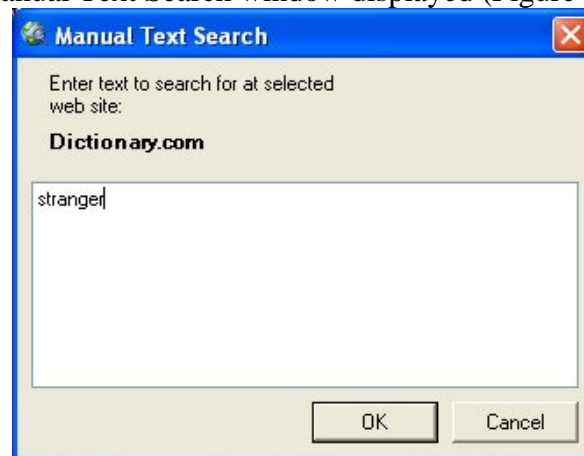 anual Text Search window displayed (Figure
Manual Text Search
Enter text to search for at selected
web site:
Dictionary.com
stranger
OK Cancel